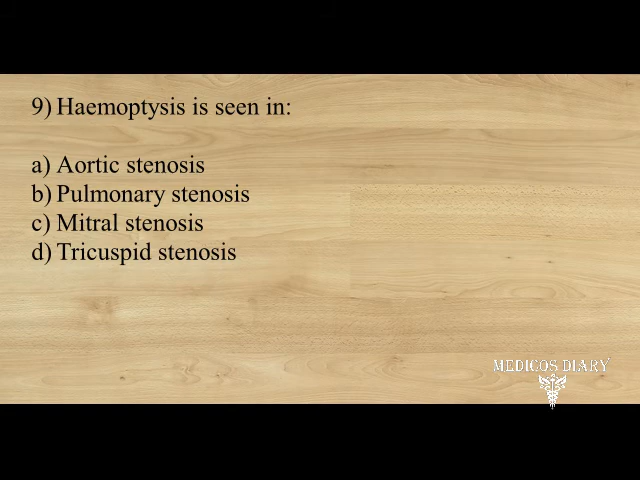 9) Haemoptysis is seen in:
a) Aortic stenosis
b) Pulmonary stenosis
c) Mitral stenosis
d) Tricuspid stenosis
MEDICOS DIARY